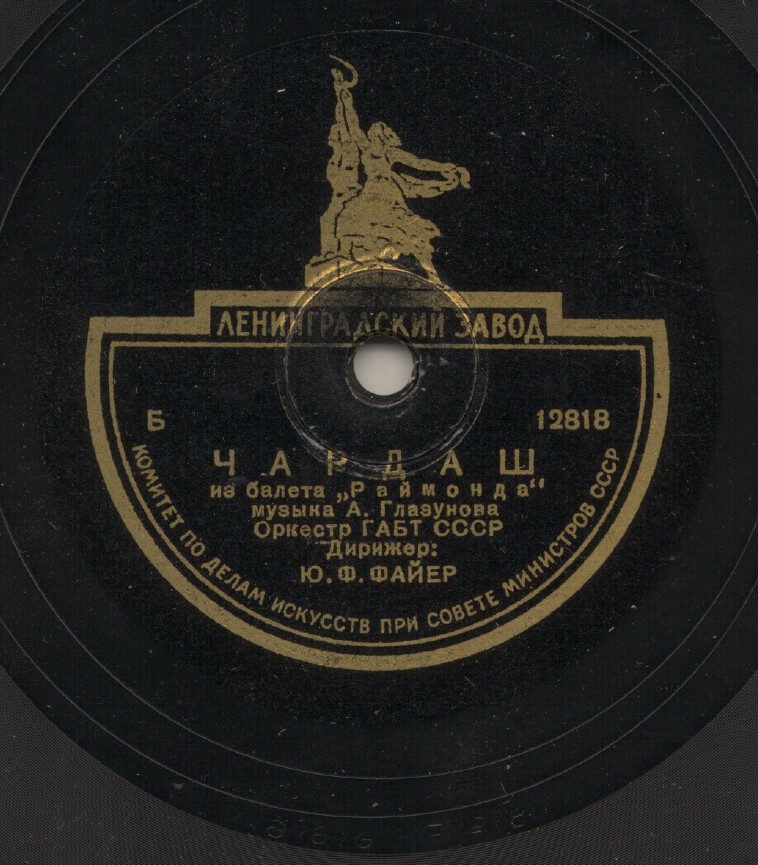 ЛЕНИНГРАДСКИЙ ЗАВОД
Б 12818
ЧАРДАШ
из балета „Раймонда“
музыка А. Глазунова
Оркестр ГАБТ СССР
Дирижер:
Ю. Ф. ФАЙЕР
КОМИТЕТ ПО ДЕЛАМ ИСКУССТВ ПРИ СОВЕТЕ МИНИСТРОВ СССР